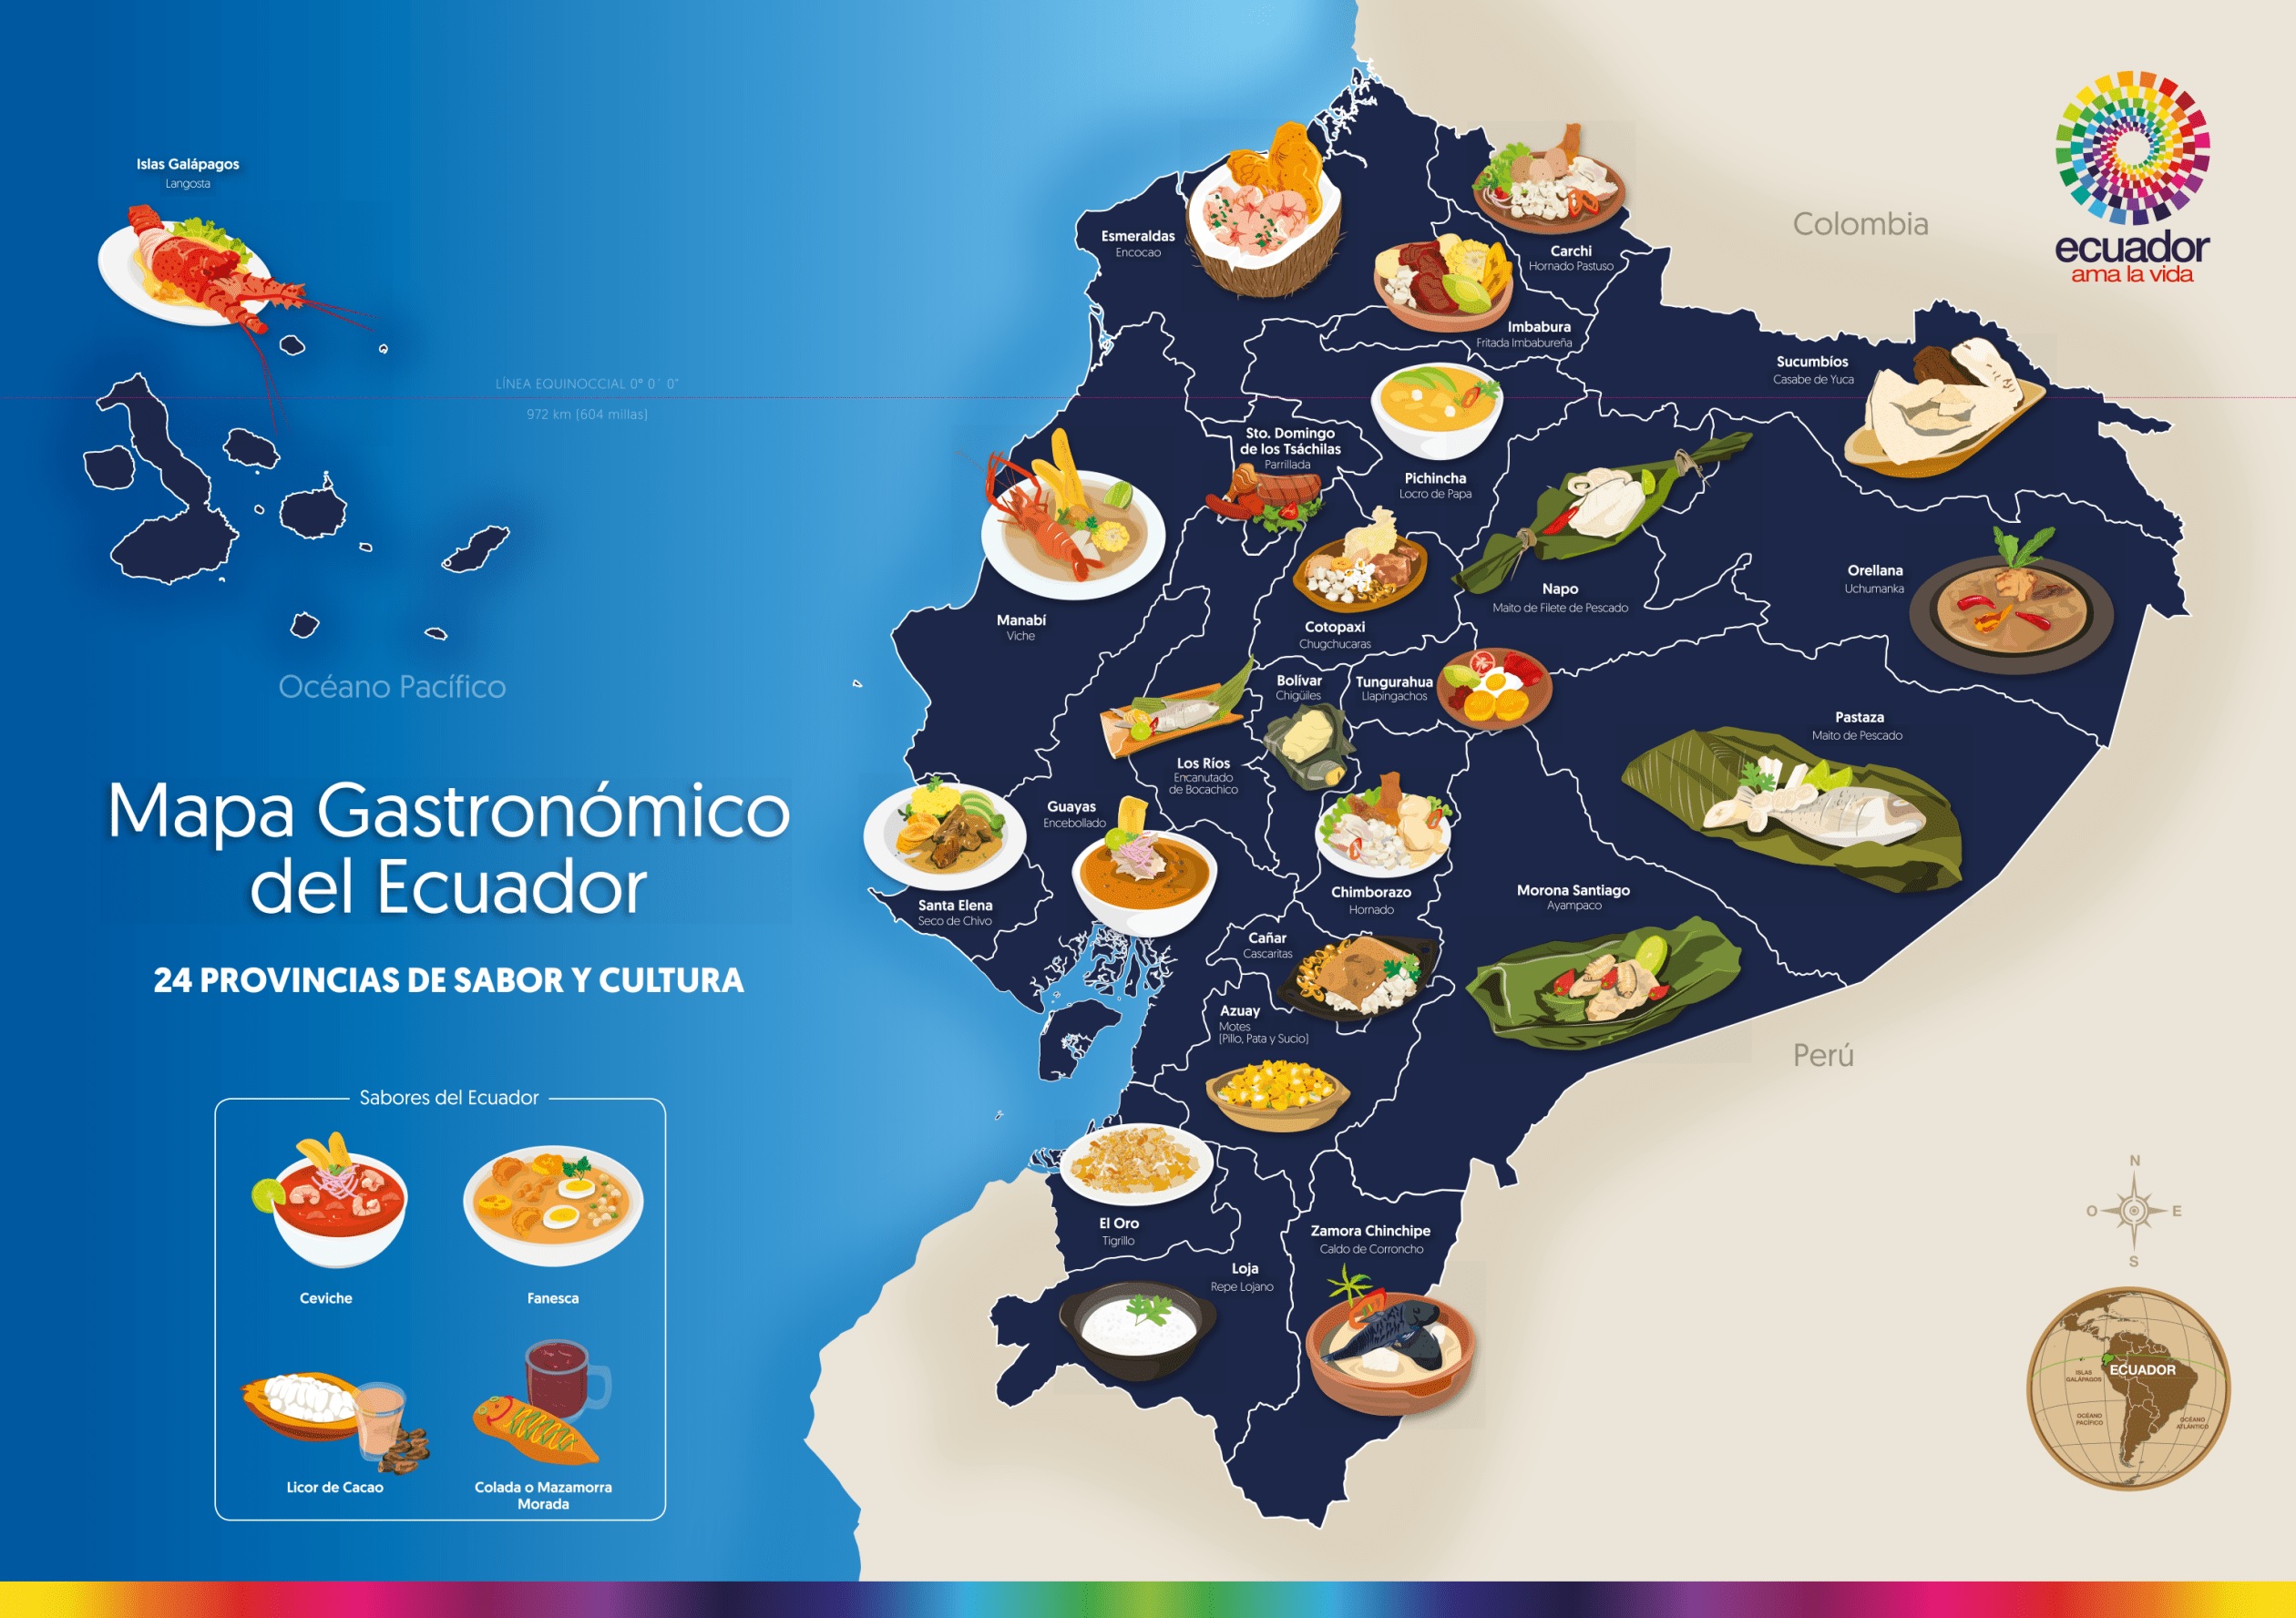 Islas Galápagos
Langosta
LÍNEA EQUINOCCIAL 0° 0´ 0"
972 km (604 millas)
Océano Pacífico
Mapa Gastronómico
del Ecuador
24 PROVINCIAS DE SABOR Y CULTURA
Sabores del Ecuador
Ceviche
Fanesca
Licor de Cacao
Colada o Mazamorra
Morada
Esmeraldas
Encocao
Carchi
Hornado Pastuso
Imbabura
Fritada Imbabureña
Sucumbíos
Casabe de Yuca
Sto. Domingo
de los Tsáchilas
Parrillada
Pichincha
Locro de Papa
Napo
Maito de Filete de Pescado
Orellana
Uchumanka
Manabí
Viche
Cotopaxi
Chugchucaras
Bolívar
Chigüiles
Tungurahua
Llapingachos
Pastaza
Maito de Pescado
Los Ríos
Encanutado
de Bocachico
Guayas
Encebollado
Santa Elena
Seco de Chivo
Chimborazo
Hornado
Morona Santiago
Ayampaco
Cañar
Cascaritas
Azuay
Motes
[Pillo, Pata y Sucio]
El Oro
Tigrillo
Loja
Repe Lojano
Zamora Chinchipe
Caldo de Corroncho
Colombia
Perú
ecuador
ama la vida
N
O
E
S
ECUADOR
ISLAS
GALÁPAGOS
OCÉANO
PACÍFICO
OCÉANO
ATLÁNTICO